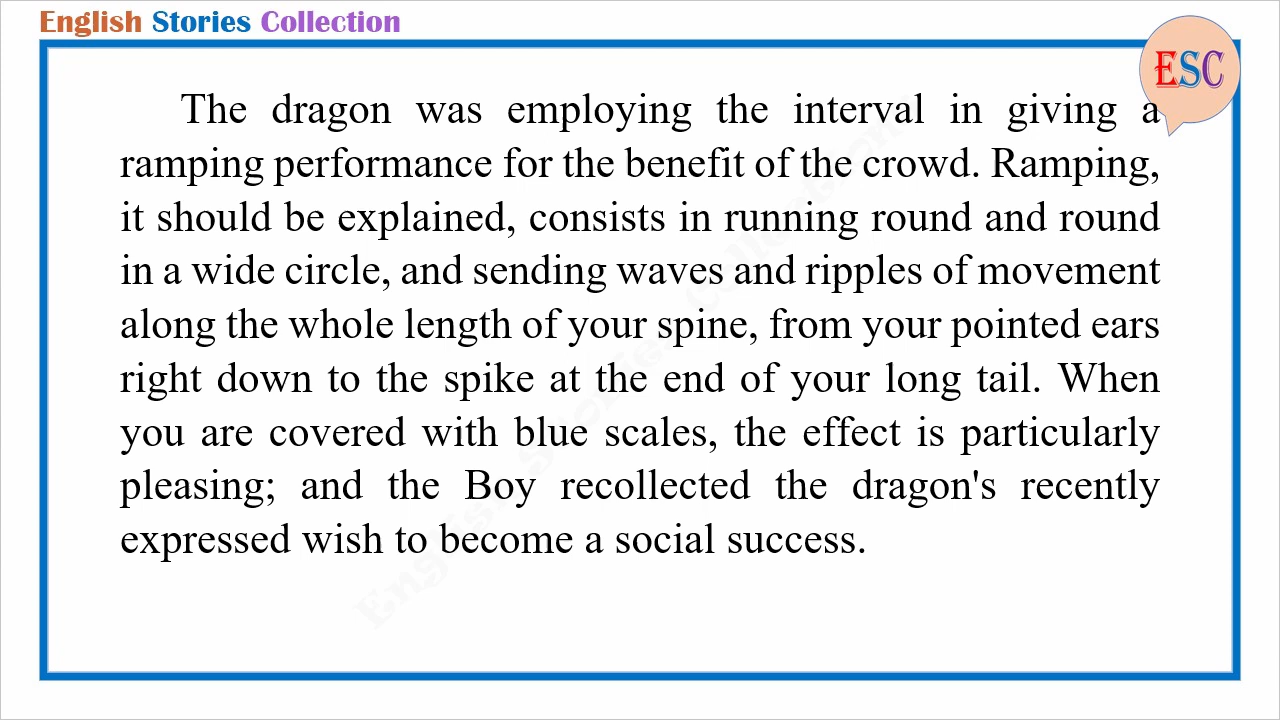 English Stories Collection
ESC
The dragon was employing the interval in giving a
ramping performance for the benefit of the crowd. Ramping,
it should be explained, consists in running round and round
in a wide circle, and sending waves and ripples of movement
along the whole length of your spine, from your pointed ears
right down to the spike at the end of your long tail. When
you are covered with blue scales, the effect is particularly
pleasing; and the Boy recollected the dragon's recently
expressed wish to become a social success.
English Stories Collection